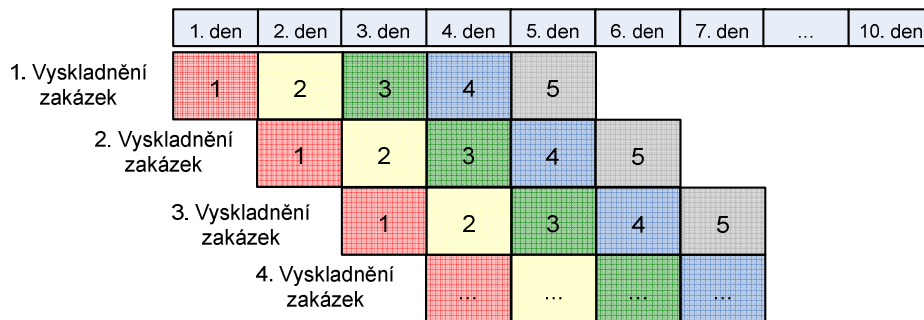 1. den 2. den 3. den 4. den 5. den 6. den 7. den ... 10. den
1. Vyskladnění
zakázek
1 2 3 4 5
2. Vyskladnění
zakázek
1 2 3 4 5
3. Vyskladnění
zakázek
1 2 3 4 5
4. Vyskladnění
zakázek
... ... ... ...